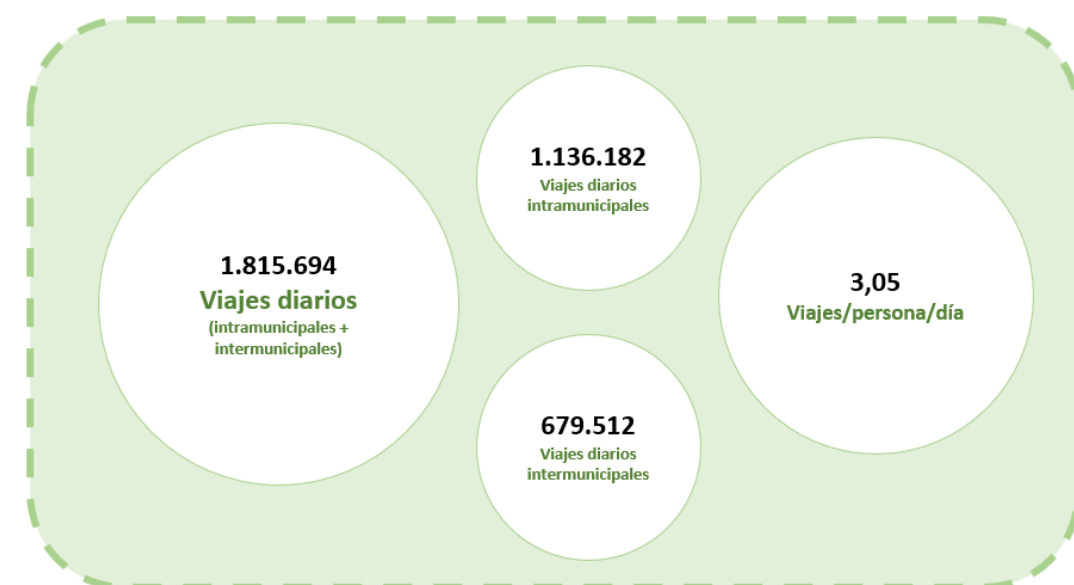 1.815.694
Viajes diarios
(intramunicipales +
intermunicipales)
1.136.182
Viajes diarios
intramunicipales
679.512
Viajes diarios
intermunicipales
3,05
Viajes/persona/día